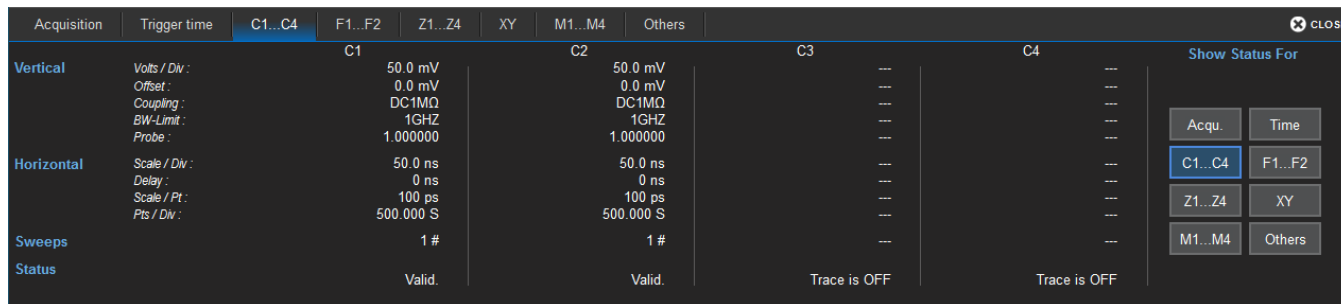 Acquisition Trigger time C1...C4 F1...F2 Z1...Z4 XY M1...M4 Others CLOS
C1 C2 C3 C4 Show Status For
Vertical Volts / Div : 50.0 mV 50.0 mV --- ---
Offset : 0.0 mV 0.0 mV --- ---
Coupling : DC1MΩ DC1MΩ --- ---
BW-Limit : 1GHZ 1GHZ --- ---
Probe : 1.000000 1.000000 --- ---
Acqu. Time
Horizontal Scale / Div : 50.0 ns 50.0 ns --- ---
C1...C4 F1...F2
Delay : 0 ns 0 ns --- ---
Scale / Pt : 100 ps 100 ps --- ---
Z1...Z4 XY
Pts / Div : 500.000 S 500.000 S --- ---
Sweeps 1 # 1 # --- ---
M1...M4 Others
Status Valid. Valid. Trace is OFF Trace is OFF